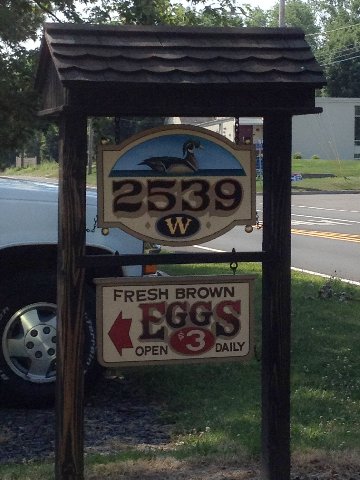 2539
W
FRESH BROWN
EGGS
$3
OPEN DAILY